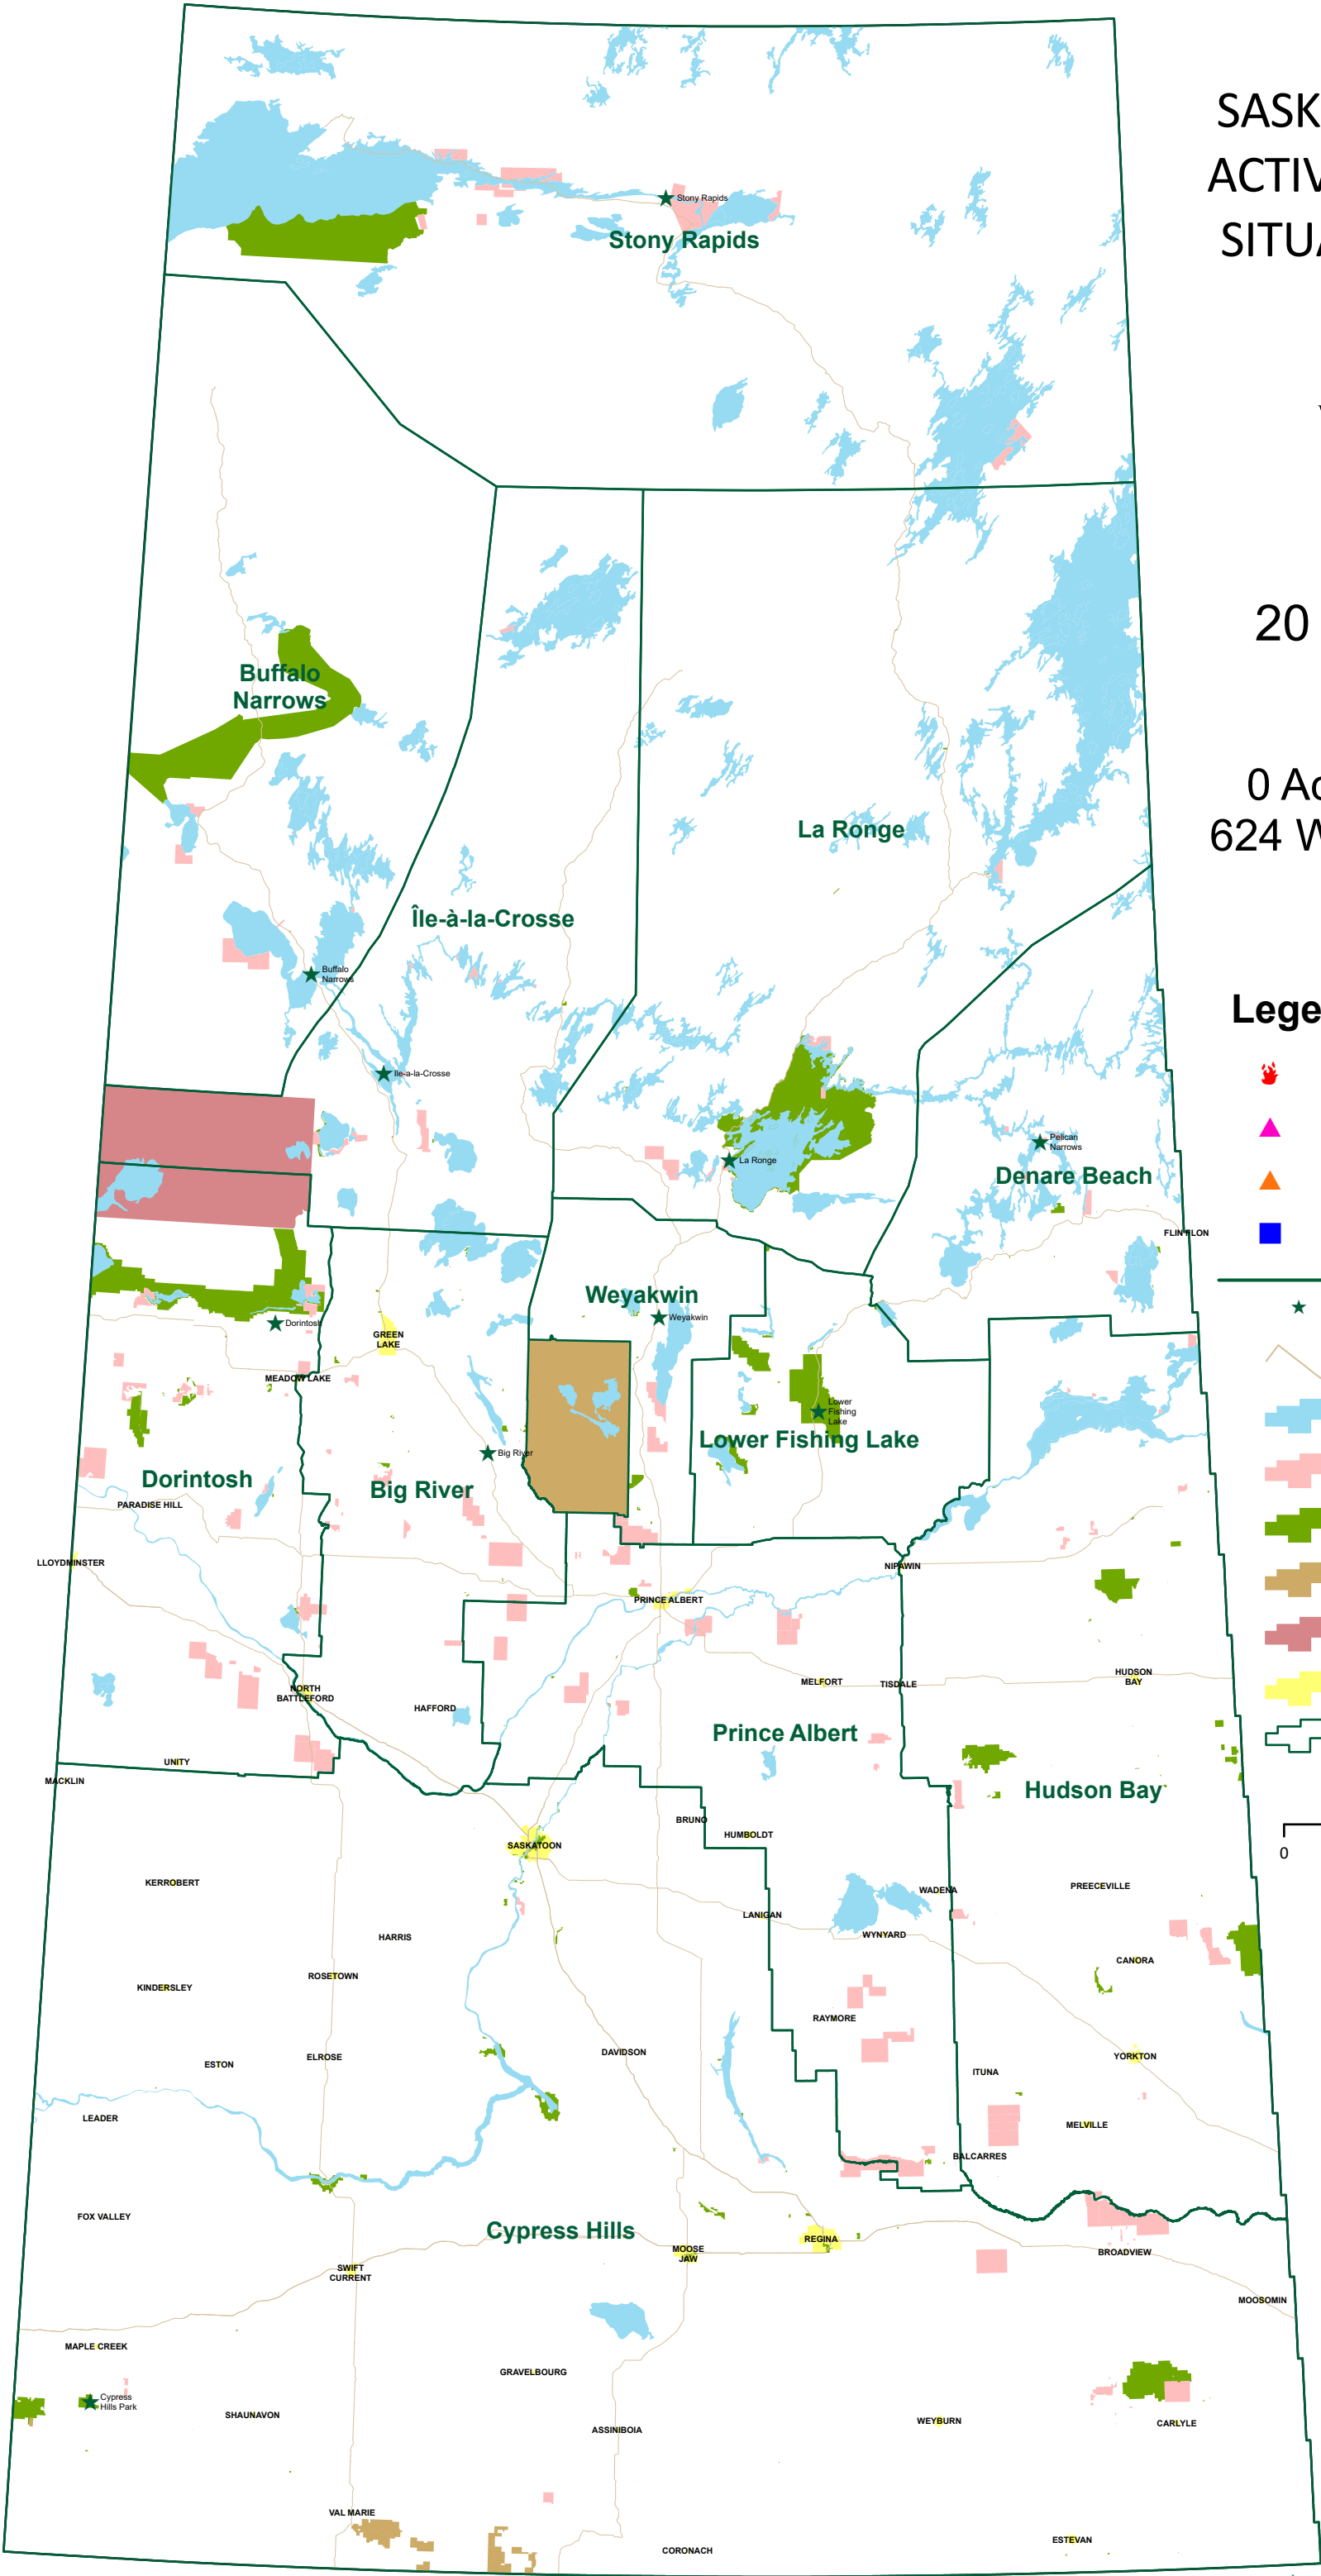 SASK
ACTIV
SITUA
20
0 Ac
624 W
Lege
0
Stony Rapids
Stony Rapids
Buffalo
Narrows
La Ronge
Île-à-la-Crosse
Buffalo
Narrows
Ile-a-la-Crosse
Pelican
Narrows
La Ronge
Denare Beach
FLIN FLON
Weyakwin
Weyakwin
Dorintosh
GREEN
LAKE
MEADOW LAKE
Lower
Fishing
Lake
Lower Fishing Lake
Big River
Dorintosh
Big River
PARADISE HILL
LLOYDMINSTER
NIPAWIN
PRINCE ALBERT
HUDSON
BAY
MELFORT
TISDALE
NORTH
BATTLEFORD
HAFFORD
Prince Albert
UNITY
MACKLIN
Hudson Bay
BRUNO
HUMBOLDT
SASKATOON
KERROBERT
PREECEVILLE
WADENA
LANIGAN
WYNYARD
HARRIS
CANORA
ROSETOWN
KINDERSLEY
RAYMORE
DAVIDSON
YORKTON
ELROSE
ESTON
ITUNA
LEADER
MELVILLE
BALCARRES
FOX VALLEY
Cypress Hills
REGINA
MOOSE
JAW
BROADVIEW
SWIFT
CURRENT
MOOSOMIN
MAPLE CREEK
GRAVELBOURG
Cypress
Hills Park
SHAUNAVON
ASSINIBOIA
WEYBURN
CARLYLE
VAL MARIE
ESTEVAN
CORONACH